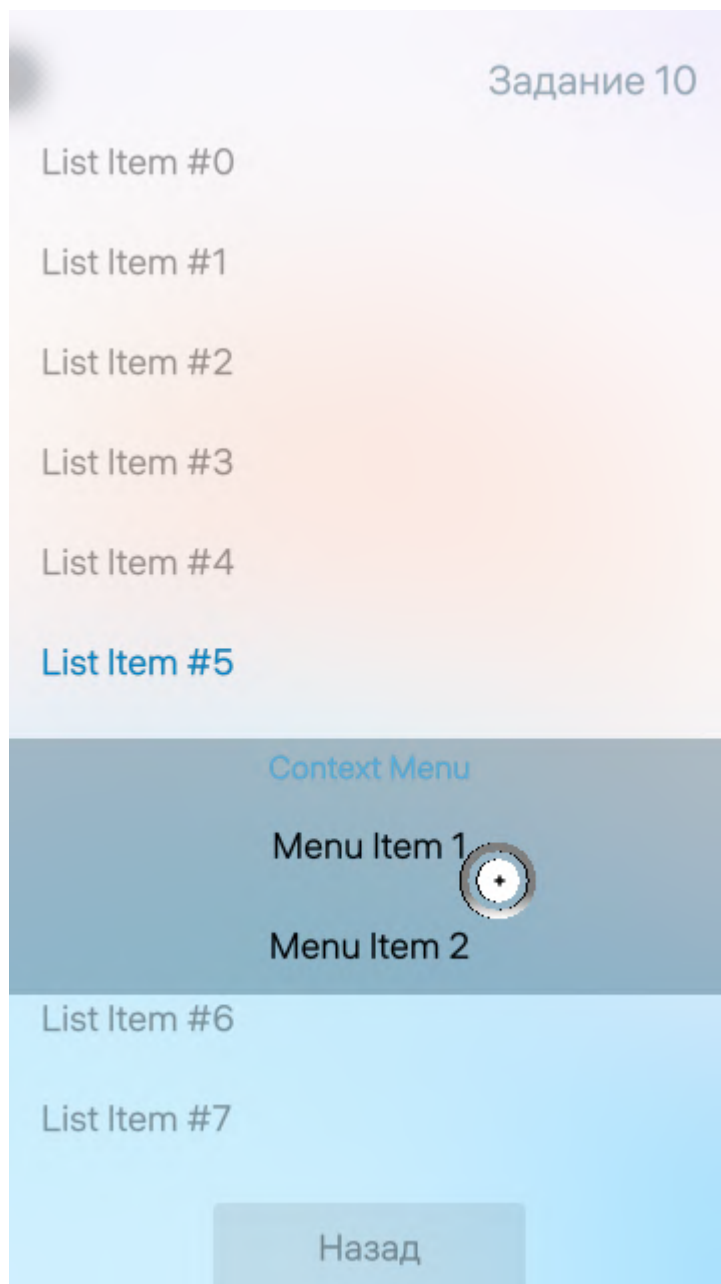 Задание 10
List Item #0
List Item #1
List Item #2
List Item #3
List Item #4
List Item #5
Context Menu
Menu Item 1
Menu Item 2
List Item #6
List Item #7
Назад